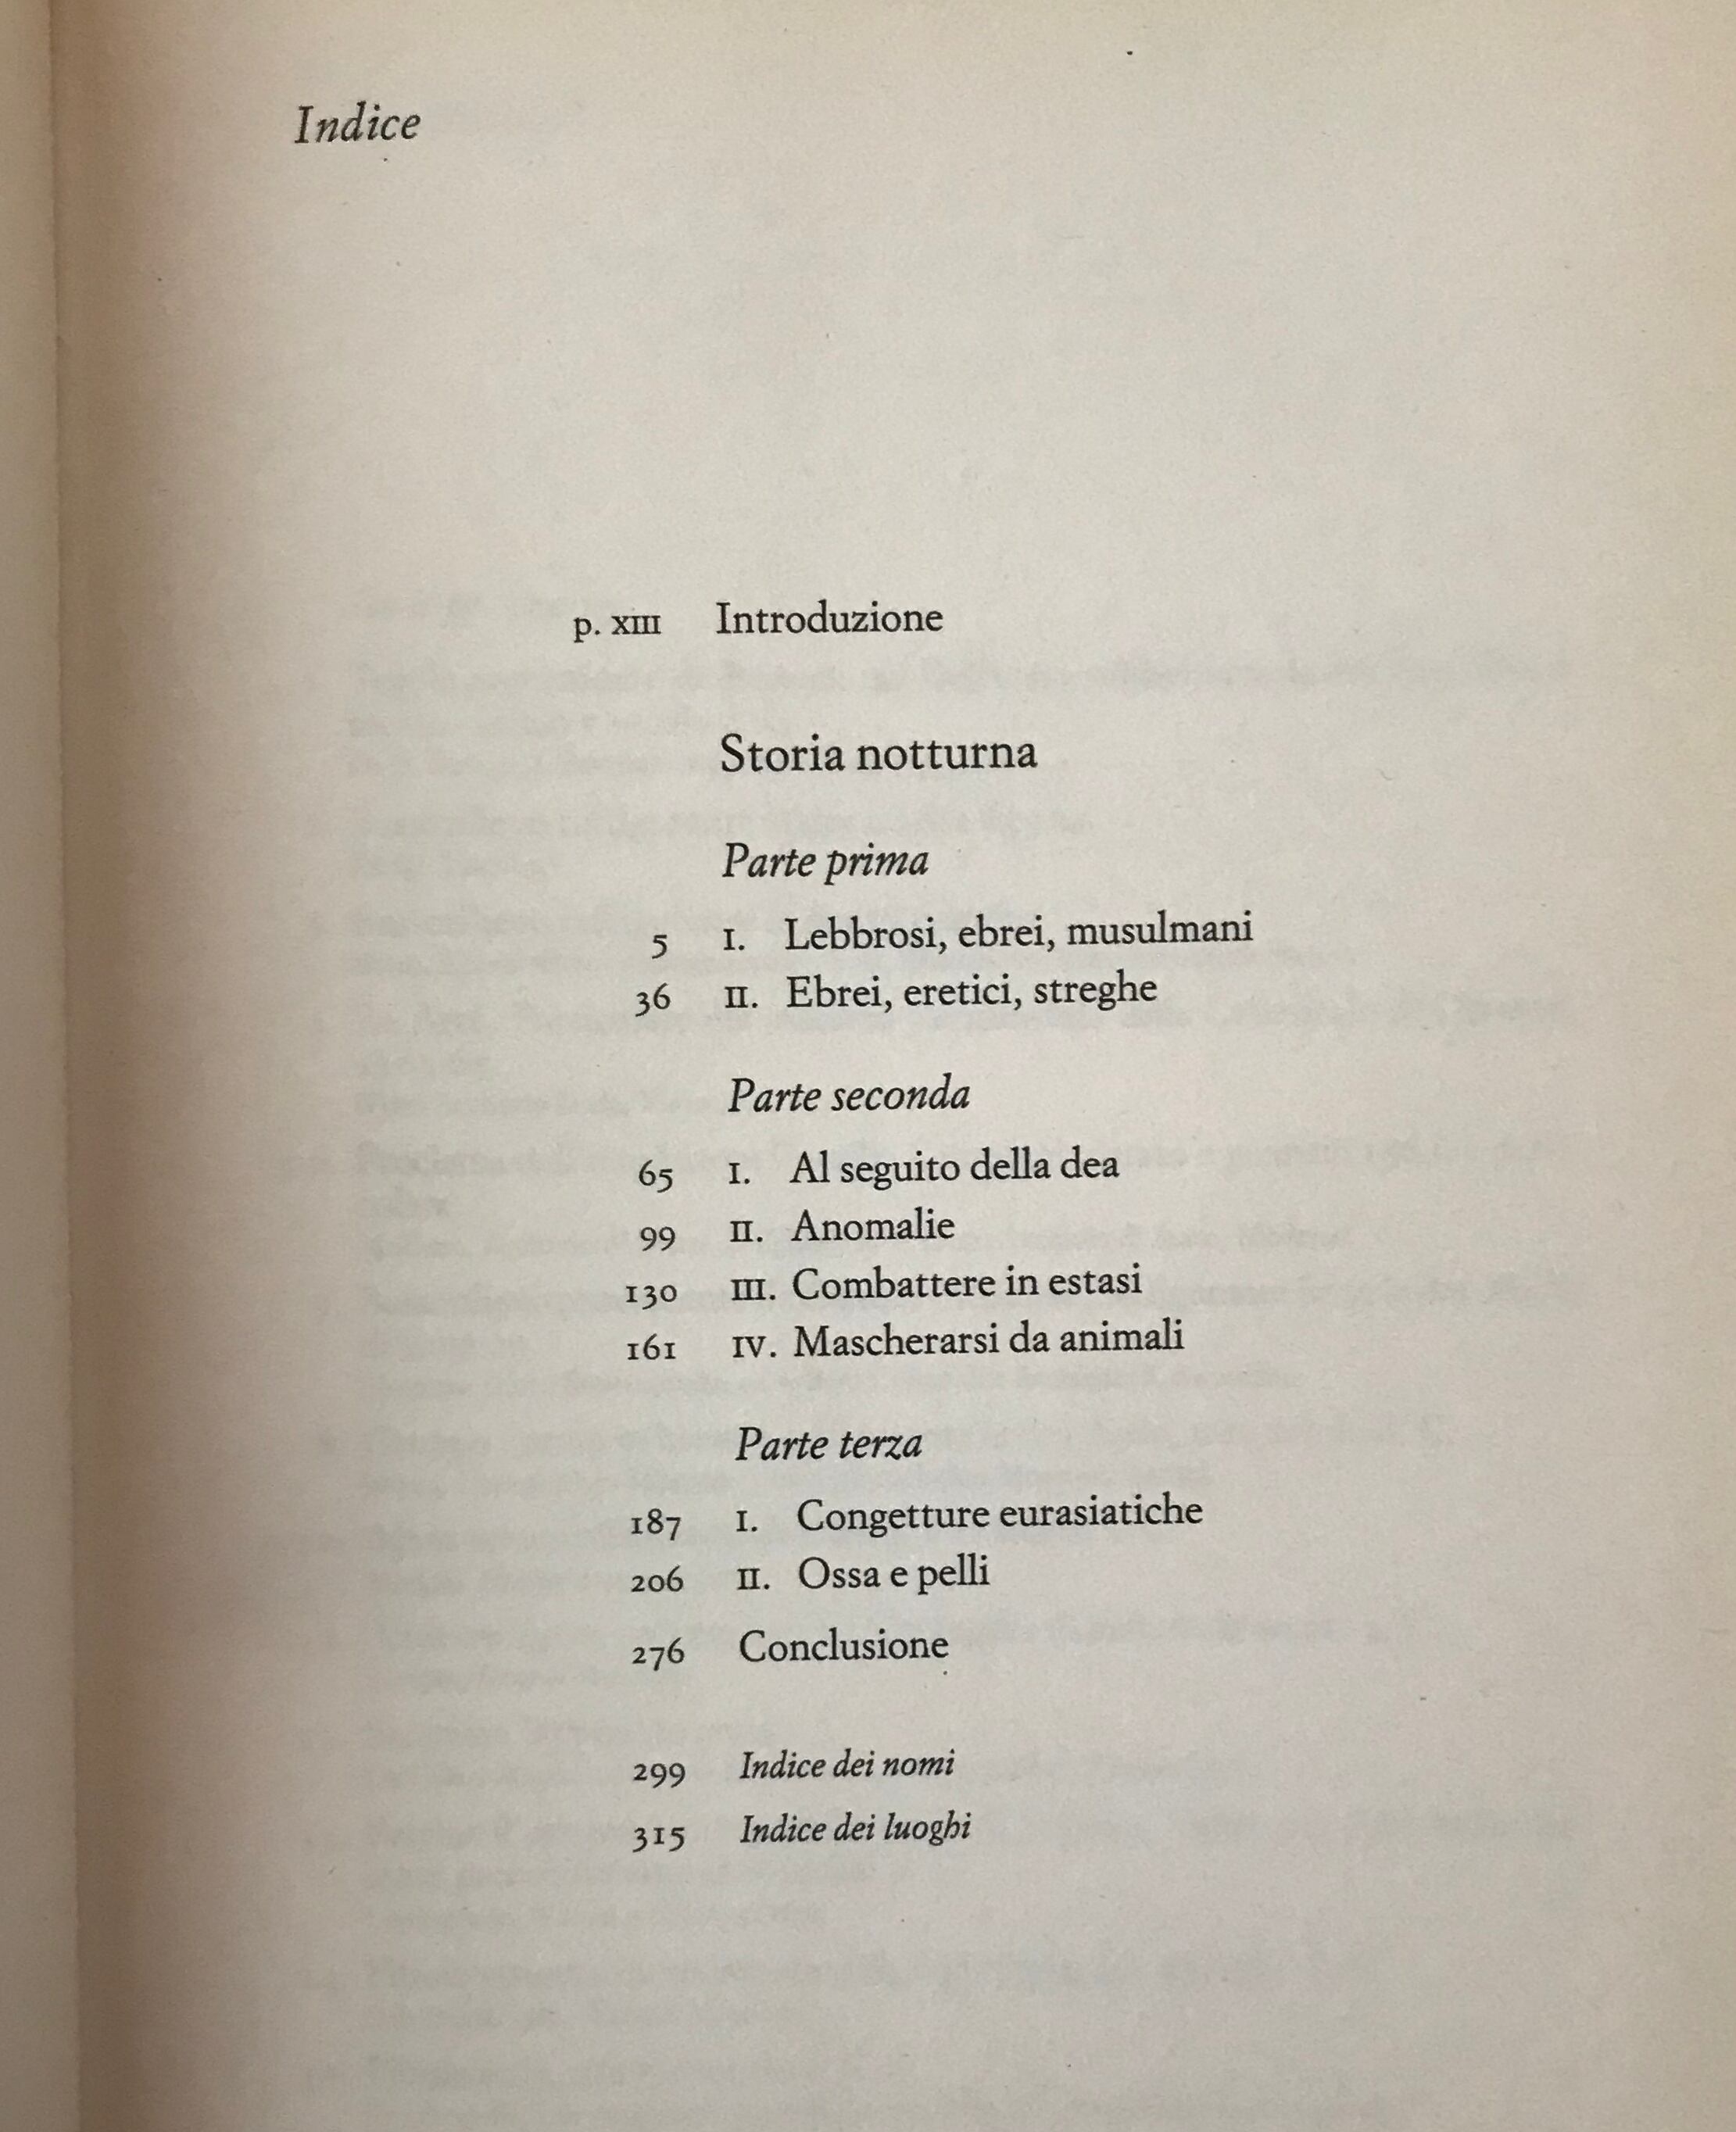 Indice
p. XIII Introduzione
Storia notturna
Parte prima
5 I. Lebbrosi, ebrei, musulmani
36 II. Ebrei, eretici, streghe
Parte seconda
65 I. Al seguito della dea
99 II. Anomalie
130 III. Combattere in estasi
161 IV. Mascherarsi da animali
Parte terza
187 I. Congetture eurasiatiche
206 II. Ossa e pelli
276 Conclusione
299 Indice dei nomi
315 Indice dei luoghi